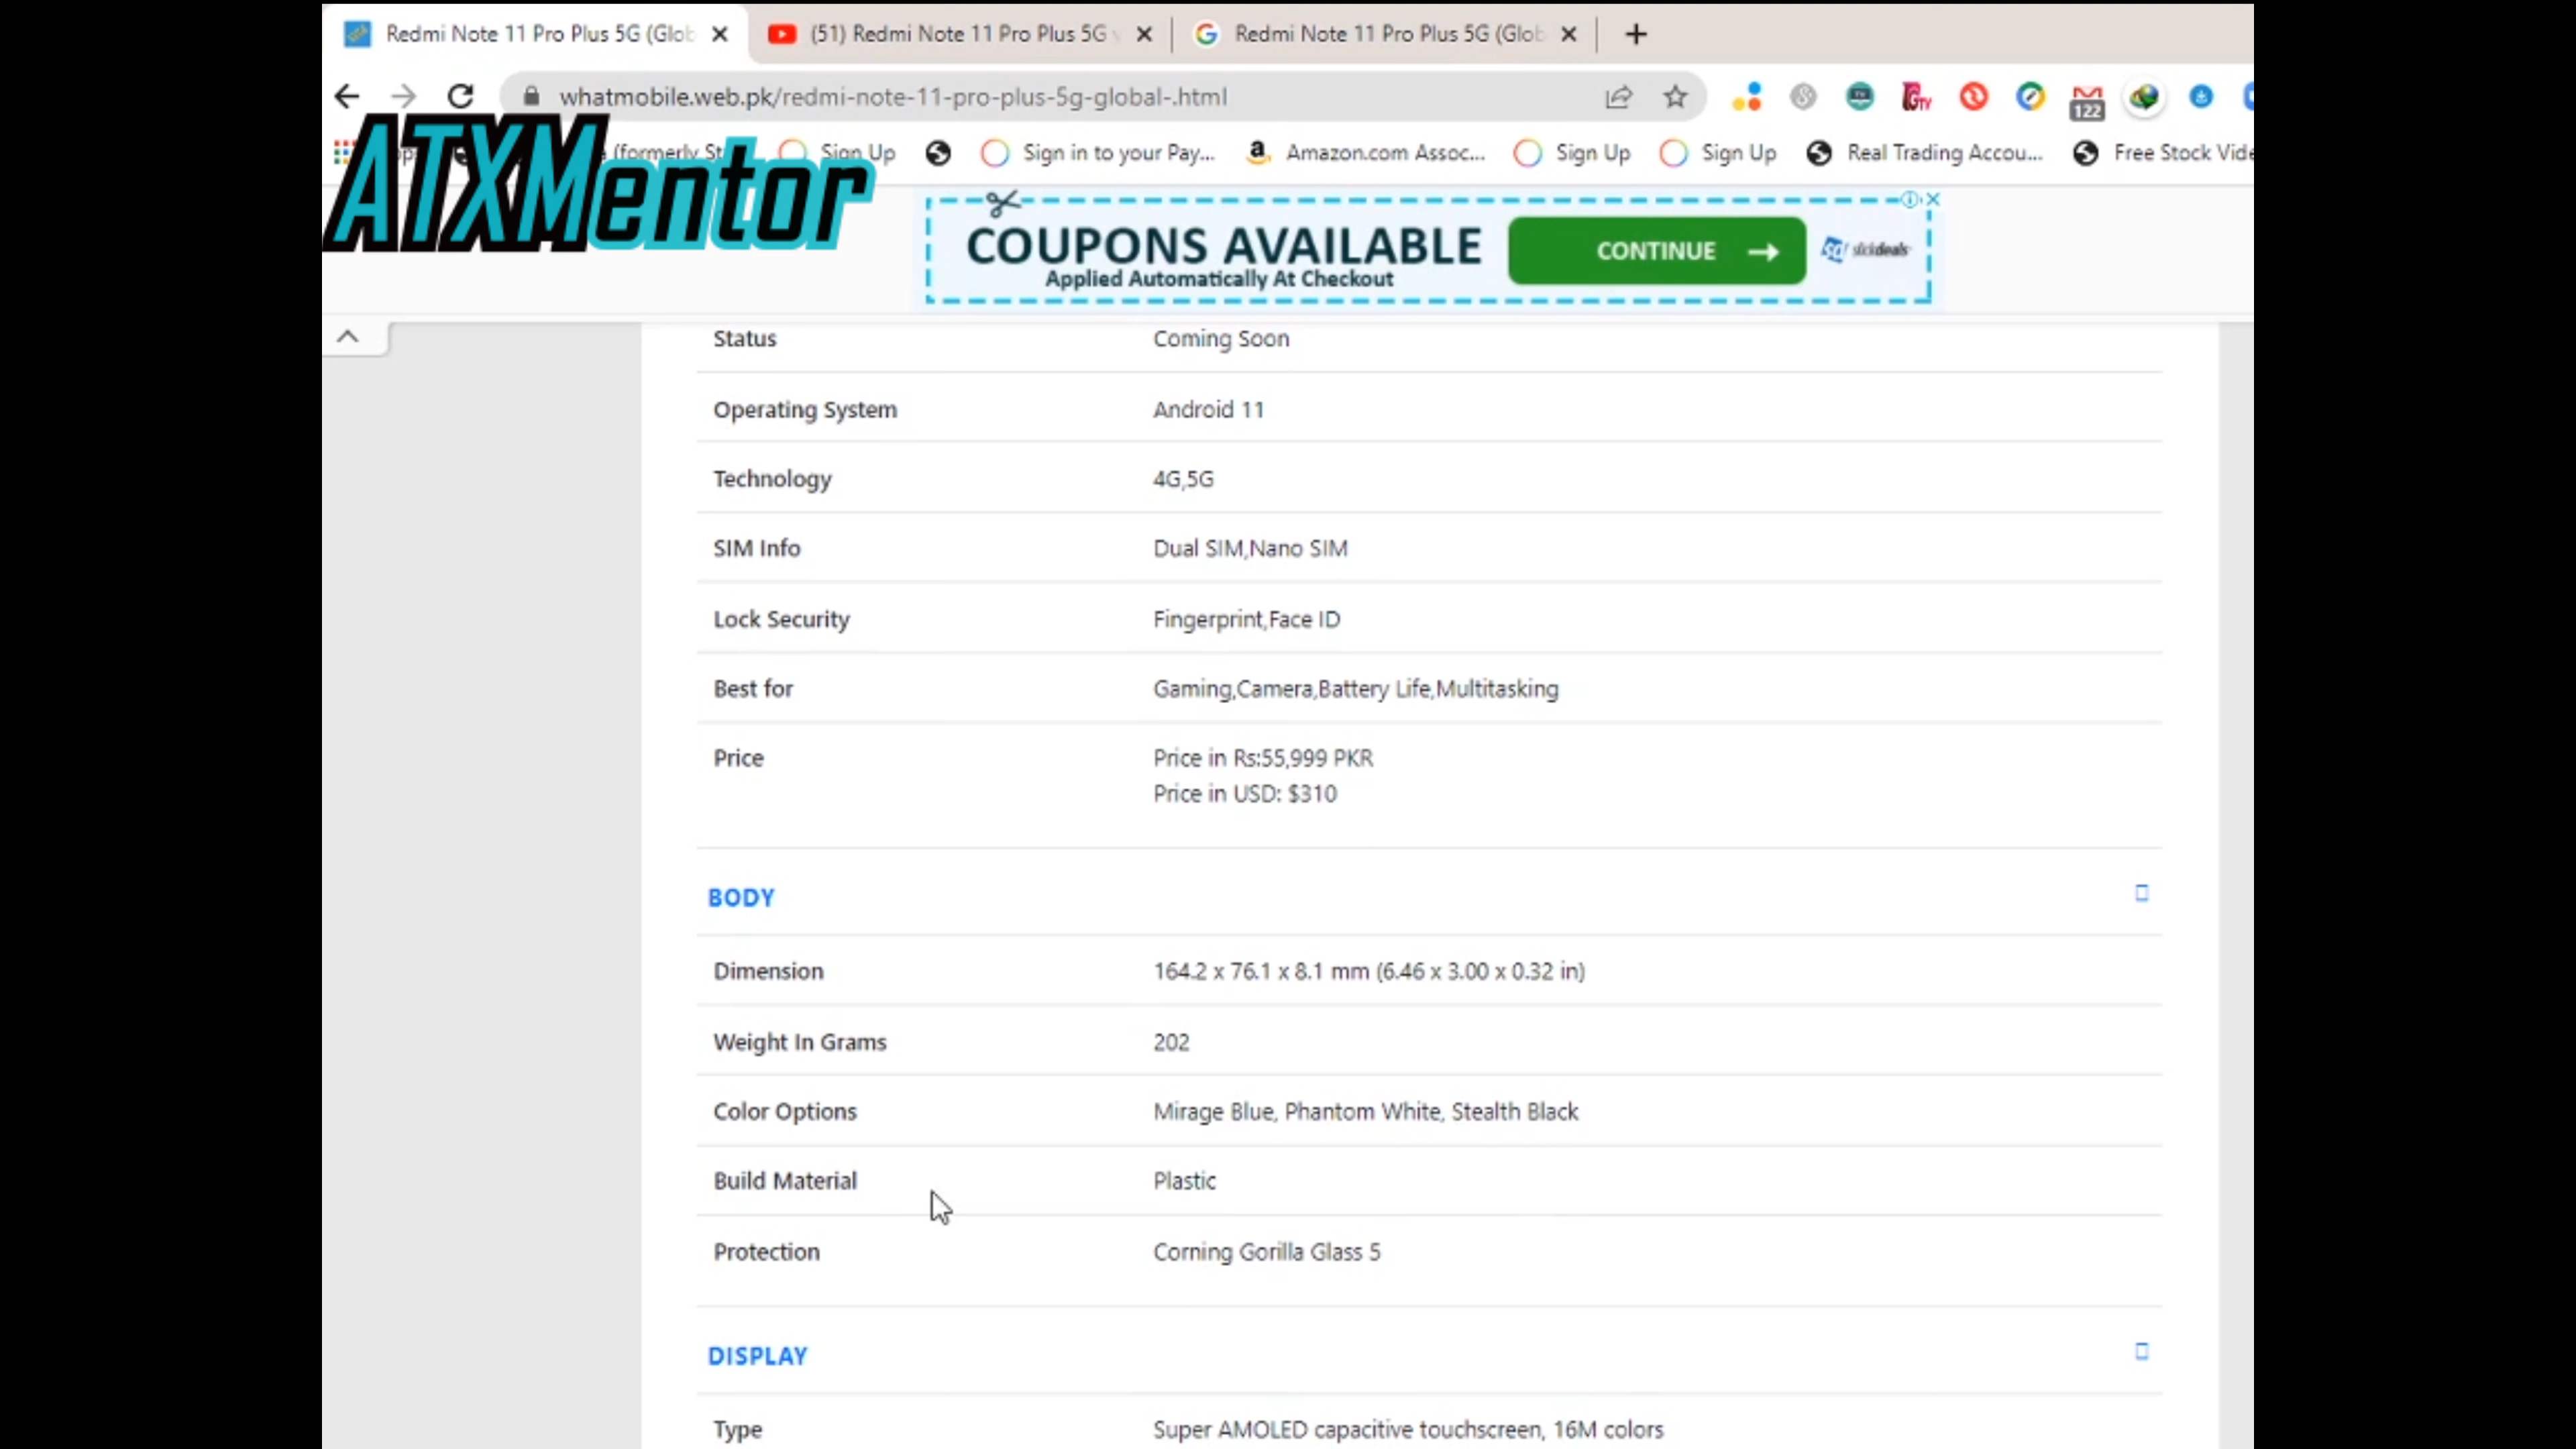 Redmi Note 11 Pro Plus 5G (Glob
(51) Redmi Note 11 Pro Plus 5G
Redmi Note 11 Pro Plus 5G (Glob
whatmobile.web.pk/redmi-note-11-pro-plus-5g-global-.html
122
ATXMentor
(formerly St
Sign Up
Sign in to your Pay...
Amazon.com Assoc...
Sign Up
Sign Up
Real Trading Accou...
Free Stock Vide
COUPONS AVAILABLE
Applied Automatically At Checkout
CONTINUE →
slickdeals
Status Coming Soon
Operating System Android 11
Technology 4G,5G
SIM Info Dual SIM,Nano SIM
Lock Security Fingerprint,Face ID
Best for Gaming,Camera,Battery Life,Multitasking
Price Price in Rs:55,999 PKR
Price in USD: $310
BODY
Dimension 164.2 x 76.1 x 8.1 mm (6.46 x 3.00 x 0.32 in)
Weight In Grams 202
Color Options Mirage Blue, Phantom White, Stealth Black
Build Material Plastic
Protection Corning Gorilla Glass 5
DISPLAY
Type Super AMOLED capacitive touchscreen, 16M colors